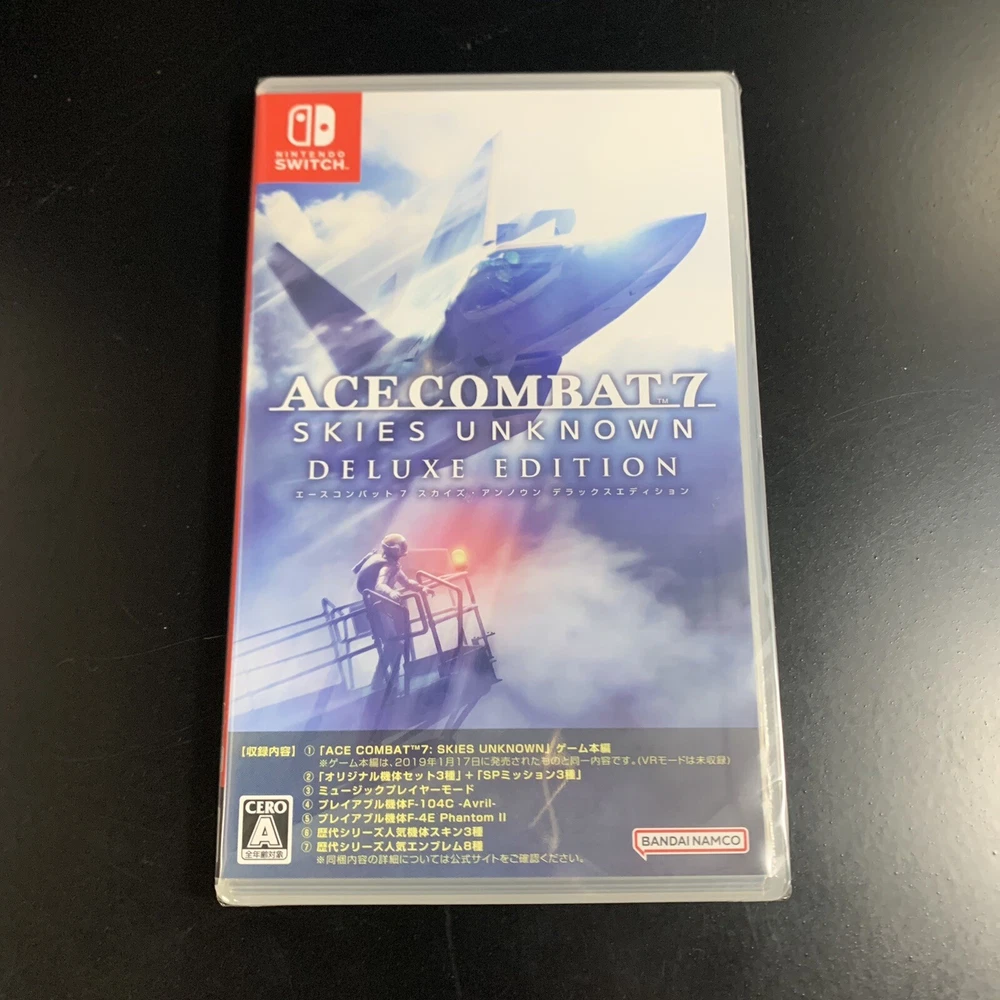 NINTENDO
SWITCH™
ACE COMBAT™ 7
SKIES UNKNOWN
DELUXE EDITION
エースコンバット7 スカイズ・アンノウン デラックスエディション
【収録内容】①「ACE COMBAT™7: SKIES UNKNOWN」ゲーム本編
※ゲーム本編は、2019年1月17日に発売されたものと同一内容です。(VRモードは未収録)
②「オリジナル機体セット3種」+「SPミッション3種」
③ ミュージックプレイヤーモード
④ プレイアブル機体F-104C -Avril-
⑤ プレイアブル機体F-4E Phantom II
⑥ 歴代シリーズ人気機体スキン3種
⑦ 歴代シリーズ人気エンブレム8種
※同梱内容の詳細については公式サイトをご確認ください。
CERO
A
全年齢対象
BANDAI NAMCO